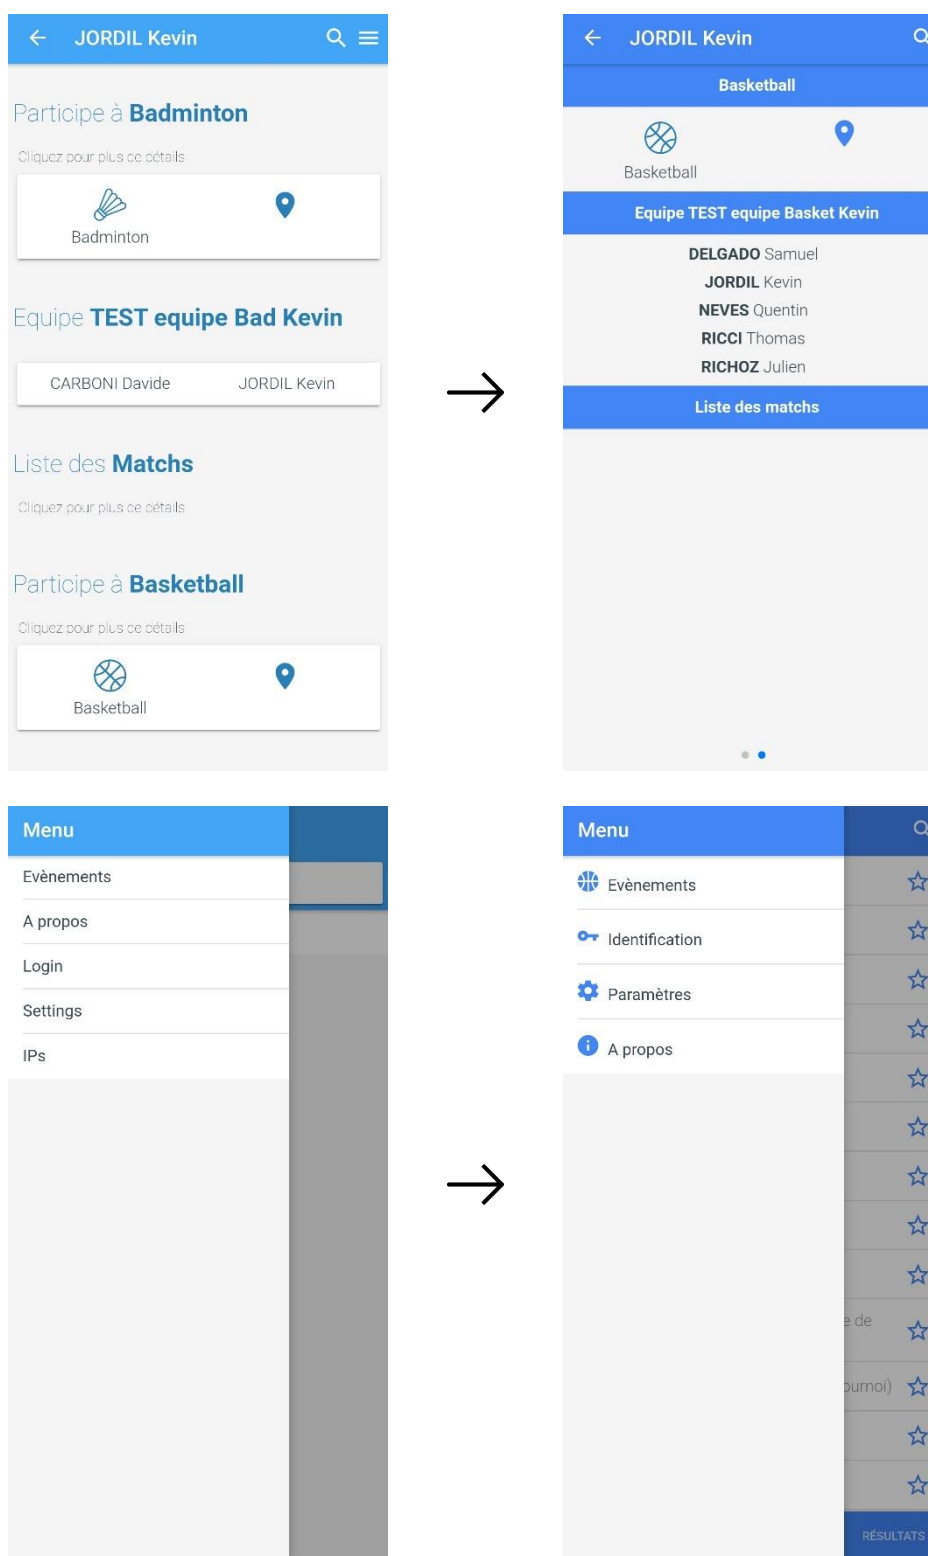 JORDIL Kevin
Participe à Badminton
Cliquez pour plus de détails
Badminton
Equipe TEST equipe Bad Kevin
CARBONI Davide JORDIL Kevin
Liste des Matchs
Cliquez pour plus de détails
Participe à Basketball
Cliquez pour plus de détails
Basketball
JORDIL Kevin
Basketball
Basketball
Equipe TEST equipe Basket Kevin
DELGADO Samuel
JORDIL Kevin
NEVES Quentin
RICCI Thomas
RICHOZ Julien
Liste des matchs
Menu
Evènements
A propos
Login
Settings
IPs
Menu
Evènements
Identification
Paramètres
A propos
e de
ournoi)
RÉSULTATS